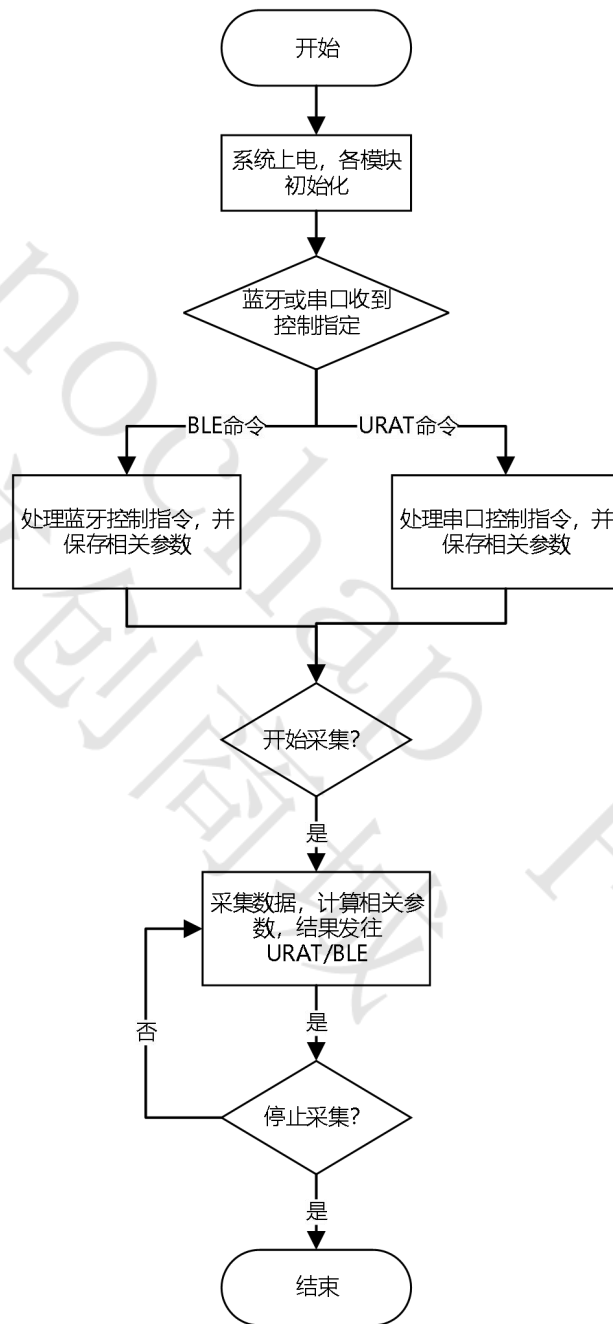 开始
系统上电，各模块
初始化
蓝牙或串口收到
控制指定
BLE命令
URAT命令
处理蓝牙控制指令，并
保存相关参数
处理串口控制指令，并
保存相关参数
开始采集?
是
采集数据，计算相关参
数，结果发往
URAT/BLE
否
是
停止采集?
是
结束
nochap
创商城